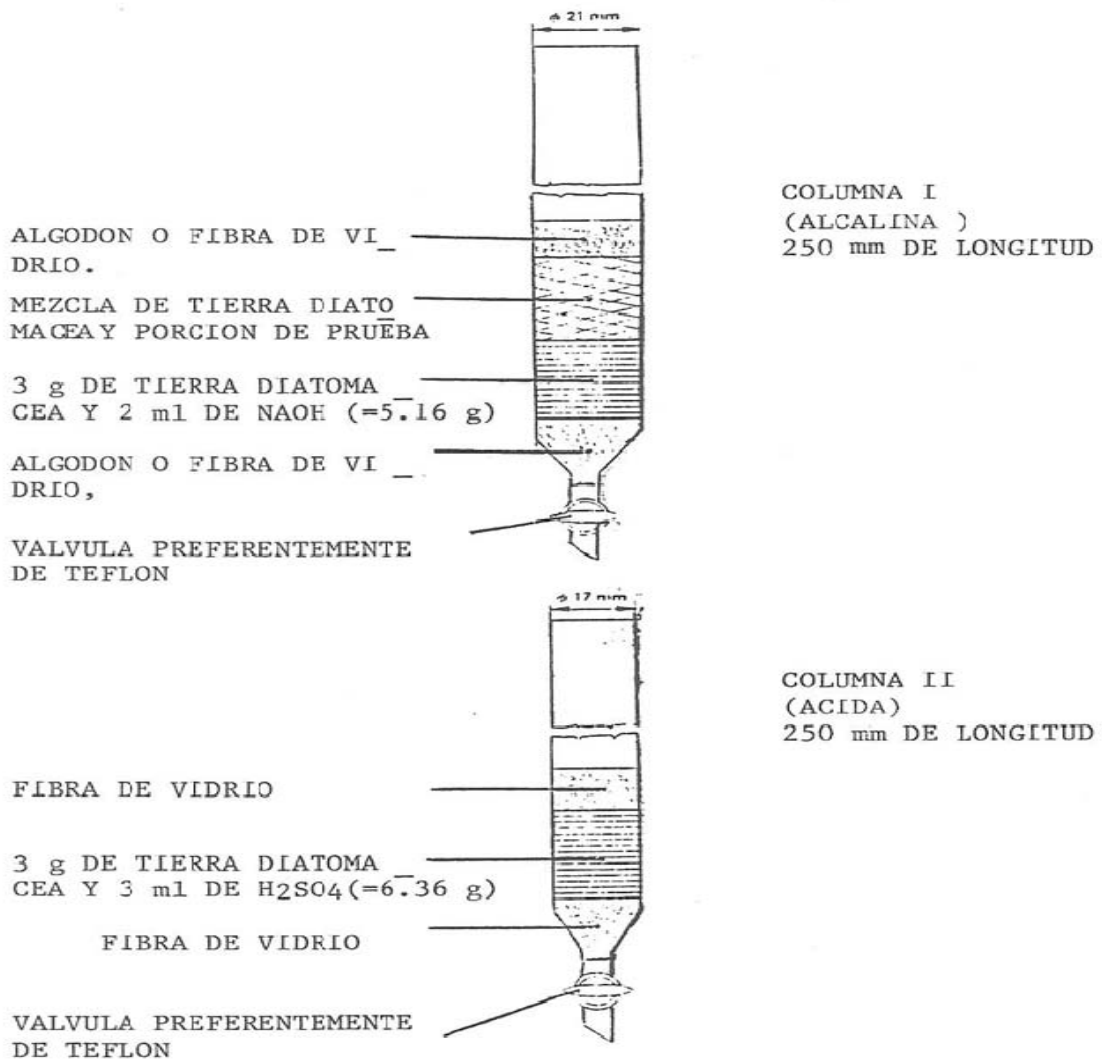 ϕ 21 mm
COLUMNA I
(ALCALINA )
250 mm DE LONGITUD
ALGODON O FIBRA DE VI_
DRIO.
MEZCLA DE TIERRA DIATO_
MACEAY PORCION DE PRUEBA
3 g DE TIERRA DIATOMA_
CEA Y 2 ml DE NAOH (=5.16 g)
ALGODON O FIBRA DE VI_
DRIO,
VALVULA PREFERENTEMENTE
DE TEFLON
ϕ 17 mm
COLUMNA II
(ACIDA)
250 mm DE LONGITUD
FIBRA DE VIDRIO
3 g DE TIERRA DIATOMA_
CEA Y 3 ml DE H2SO4(=6.36 g)
FIBRA DE VIDRIO
VALVULA PREFERENTEMENTE
DE TEFLON